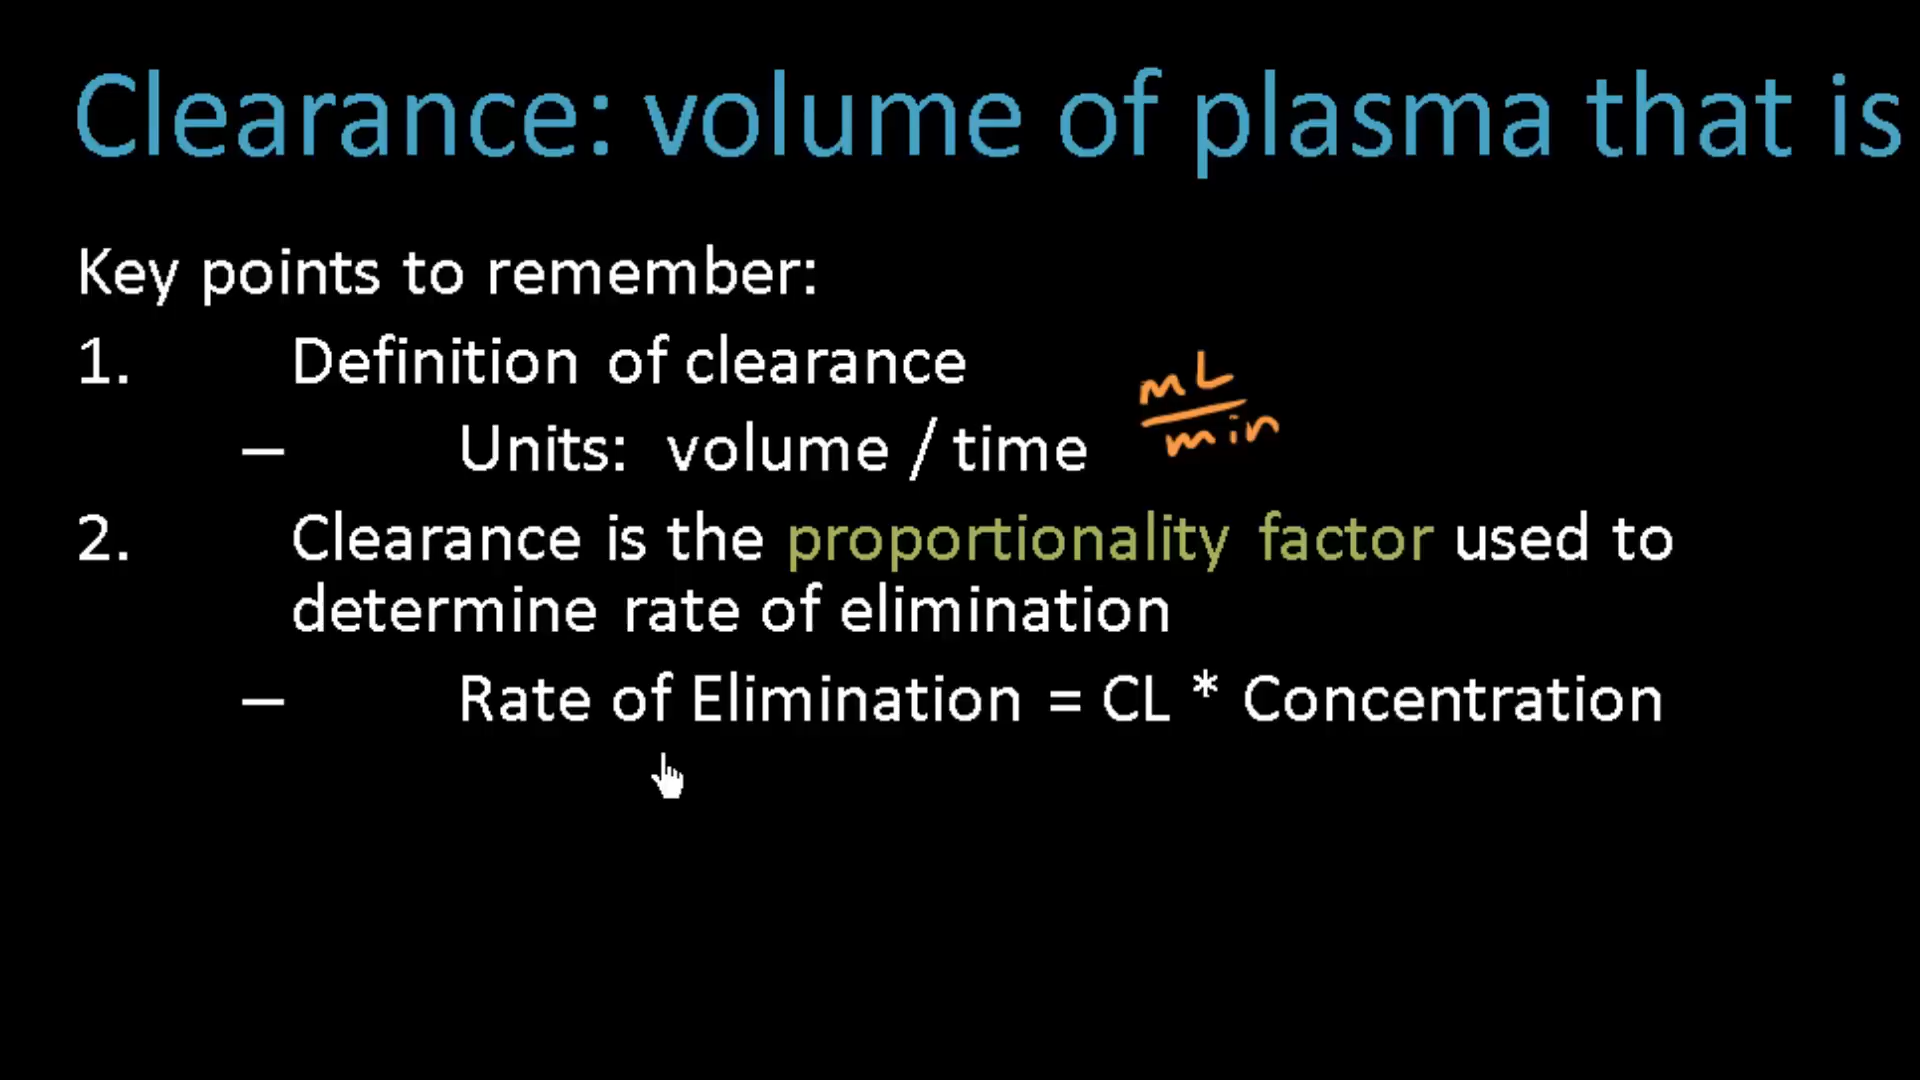 Clearance: volume of plasma that is
Key points to remember:
1. Definition of clearance
– Units: volume / time
mL
min
2. Clearance is the proportionality factor used to
determine rate of elimination
– Rate of Elimination = CL * Concentration